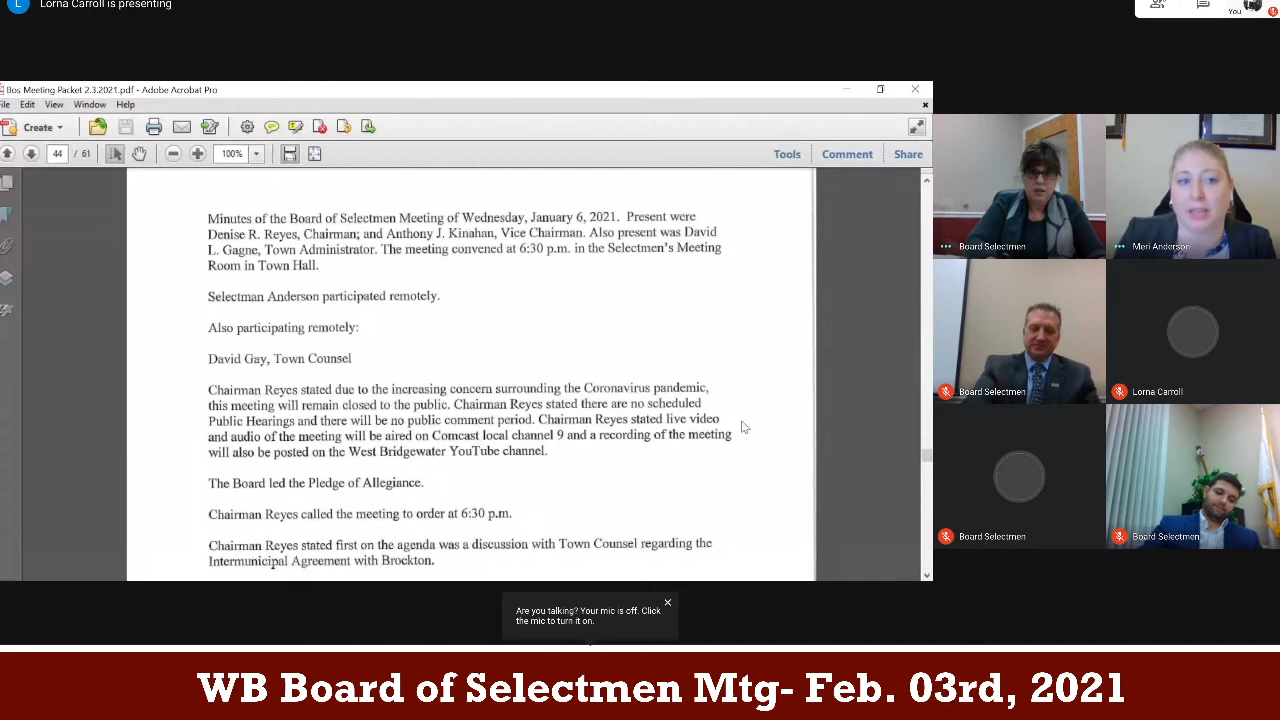 L Lorna Carroll is presenting
You
Bos Meeting Packet 2.3.2021.pdf - Adobe Acrobat Pro
File Edit View Window Help
Create
44 / 61 100% Tools Comment Share
Minutes of the Board of Selectmen Meeting of Wednesday, January 6, 2021. Present were
Denise R. Reyes, Chairman; and Anthony J. Kinahan, Vice Chairman. Also present was David
L. Gagne, Town Administrator. The meeting convened at 6:30 p.m. in the Selectmen's Meeting
Room in Town Hall.
Selectman Anderson participated remotely.
Also participating remotely:
David Gay, Town Counsel
Chairman Reyes stated due to the increasing concern surrounding the Coronavirus pandemic,
this meeting will remain closed to the public. Chairman Reyes stated there are no scheduled
Public Hearings and there will be no public comment period. Chairman Reyes stated live video
and audio of the meeting will be aired on Comcast local channel 9 and a recording of the meeting
will also be posted on the West Bridgewater YouTube channel.
The Board led the Pledge of Allegiance.
Chairman Reyes called the meeting to order at 6:30 p.m.
Chairman Reyes stated first on the agenda was a discussion with Town Counsel regarding the
Intermunicipal Agreement with Brockton.
Board Selectmen
Meri Anderson
Board Selectmen
Lorna Carroll
Board Selectmen
Board Selectmen
Are you talking? Your mic is off. Click
the mic to turn it on.
WB Board of Selectmen Mtg- Feb. 03rd, 2021